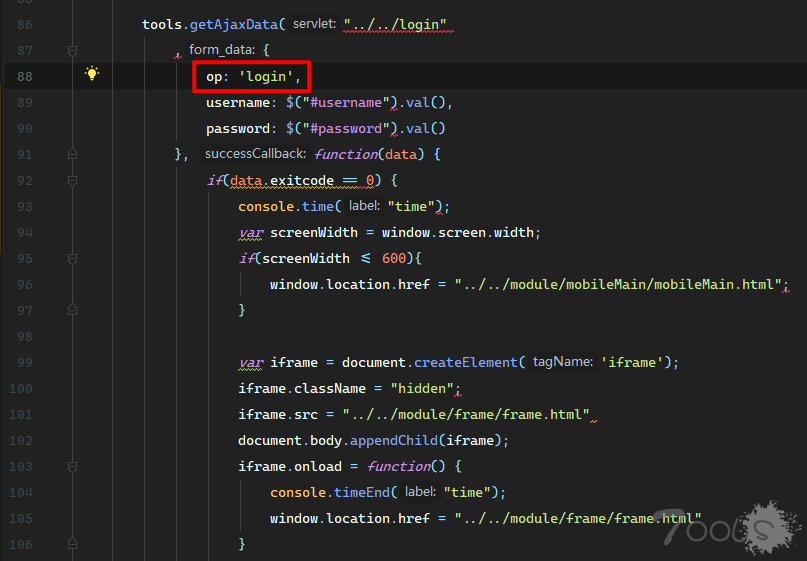 86 tools.getAjaxData( servlet: "../../login"
87 , form_data: {
88 op: 'login',
89 username: $("#username").val(),
90 password: $("#password").val()
91 }, successCallback: function(data) {
92 if(data.exitcode == 0) {
93 console.time( label: "time");
94 var screenWidth = window.screen.width;
95 if(screenWidth <= 600){
96 window.location.href = "../../module/mobileMain/mobileMain.html";
97 }
98
99 var iframe = document.createElement( tagName: 'iframe');
100 iframe.className = "hidden";
101 iframe.src = "../../module/frame/frame.html"
102 document.body.appendChild(iframe);
103 iframe.onload = function() {
104 console.timeEnd( label: "time");
105 window.location.href = "../../module/frame/frame.html"
106 }
Tools